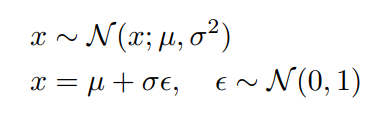 x ∼ 𝒩(x; μ, σ²)
x = μ + σϵ, ϵ ∼ 𝒩(0, 1)